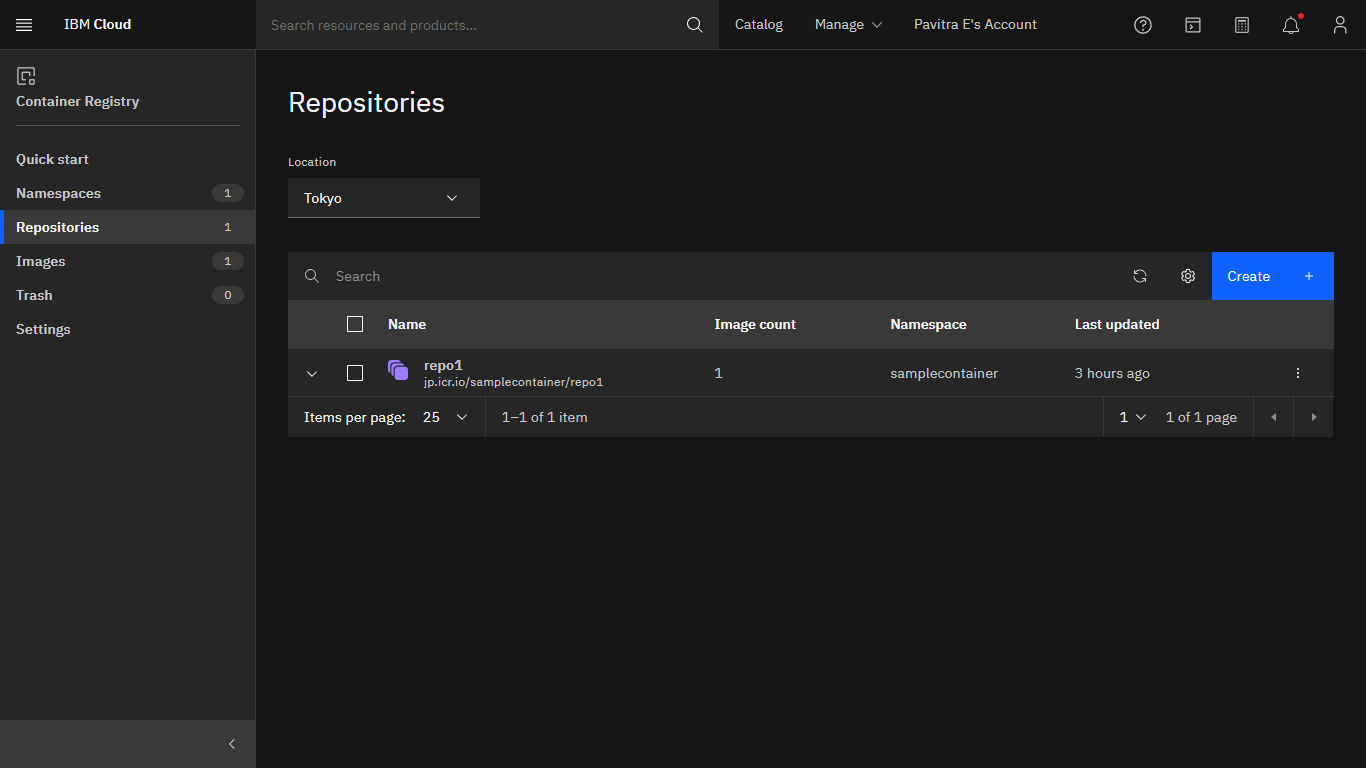 IBM Cloud
Search resources and products...
Catalog
Manage
Pavitra E's Account
Container Registry
Quick start
Namespaces 1
Repositories 1
Images 1
Trash 0
Settings
Repositories
Location
Tokyo
Search
Create +
Name Image count Namespace Last updated
repo1
jp.icr.io/samplecontainer/repo1
1 samplecontainer 3 hours ago
Items per page: 25 1–1 of 1 item 1 1 of 1 page